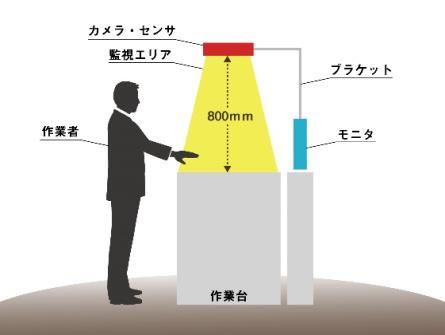 カメラ・センサ
監視エリア
ブラケット
800mm
作業者
モニタ
作業台